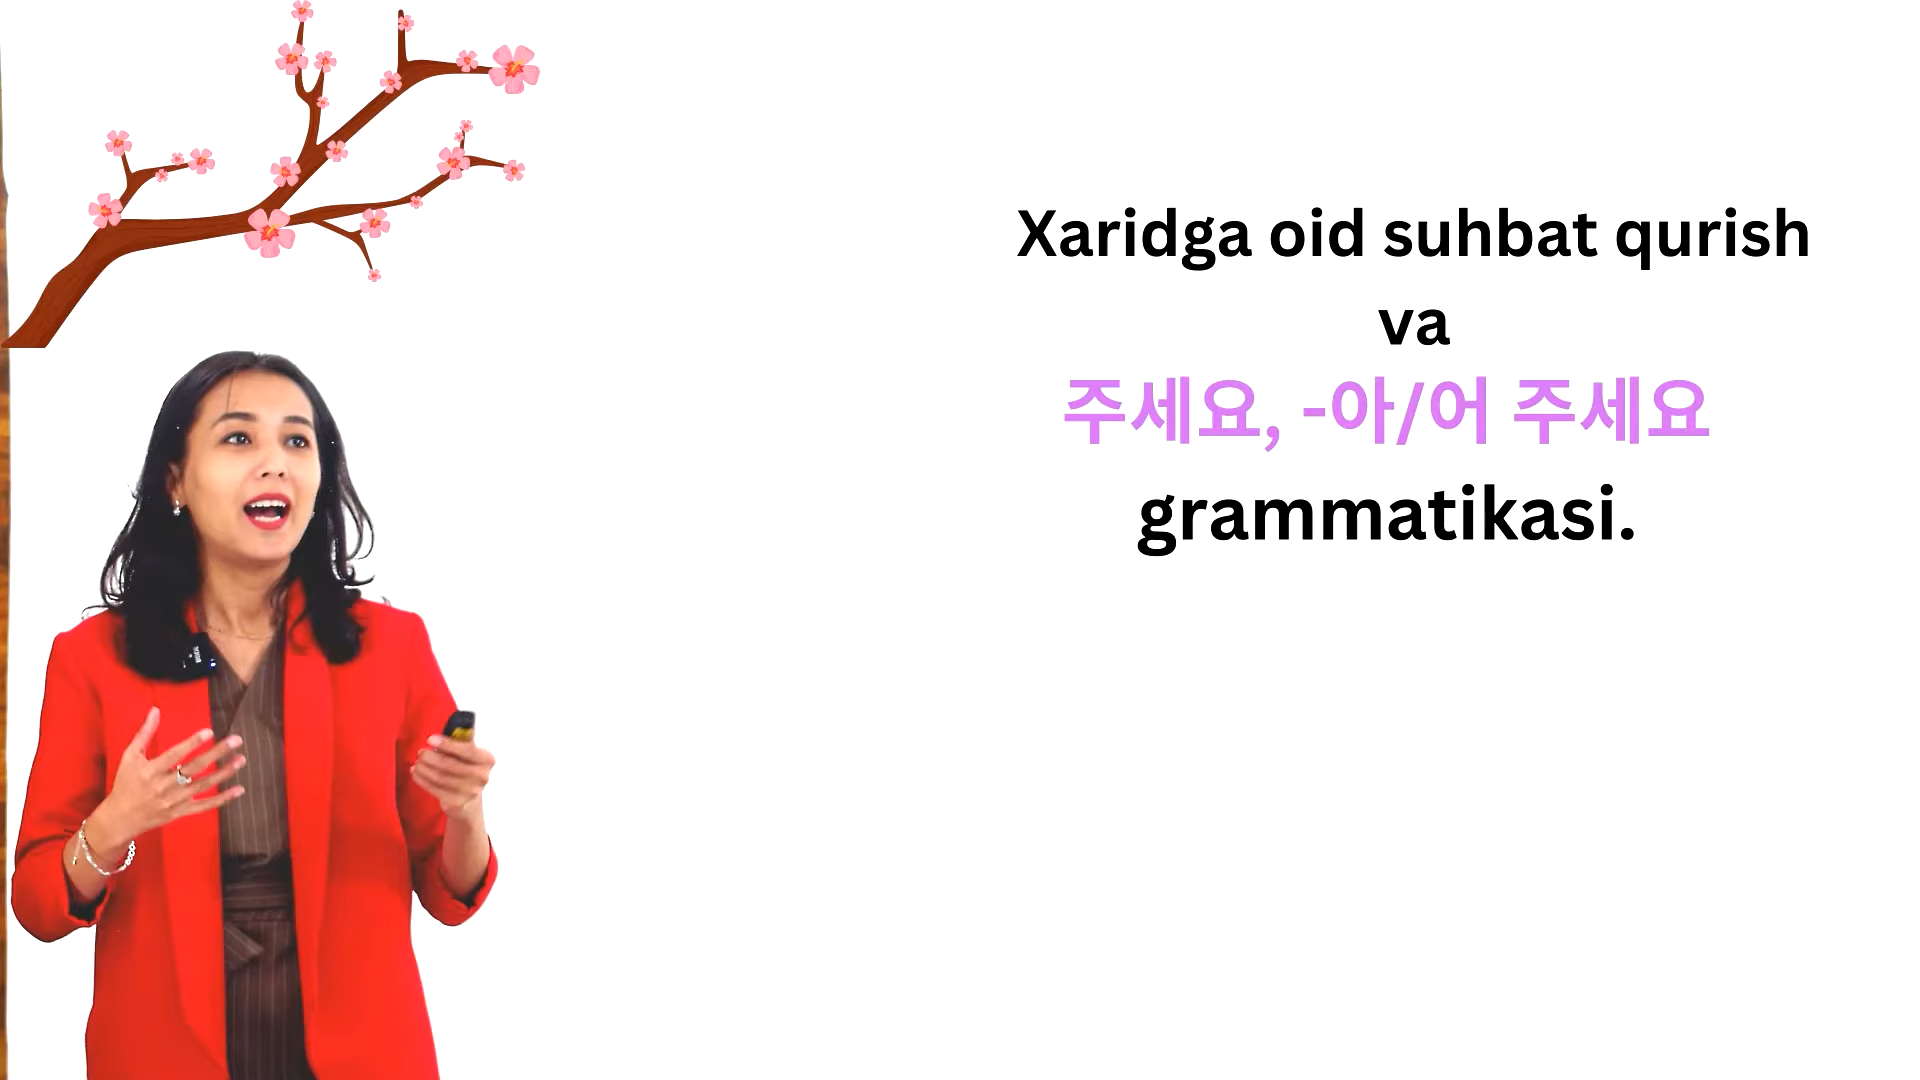 Xaridga oid suhbat qurish
va
주세요, -아/어 주세요
grammatikasi.